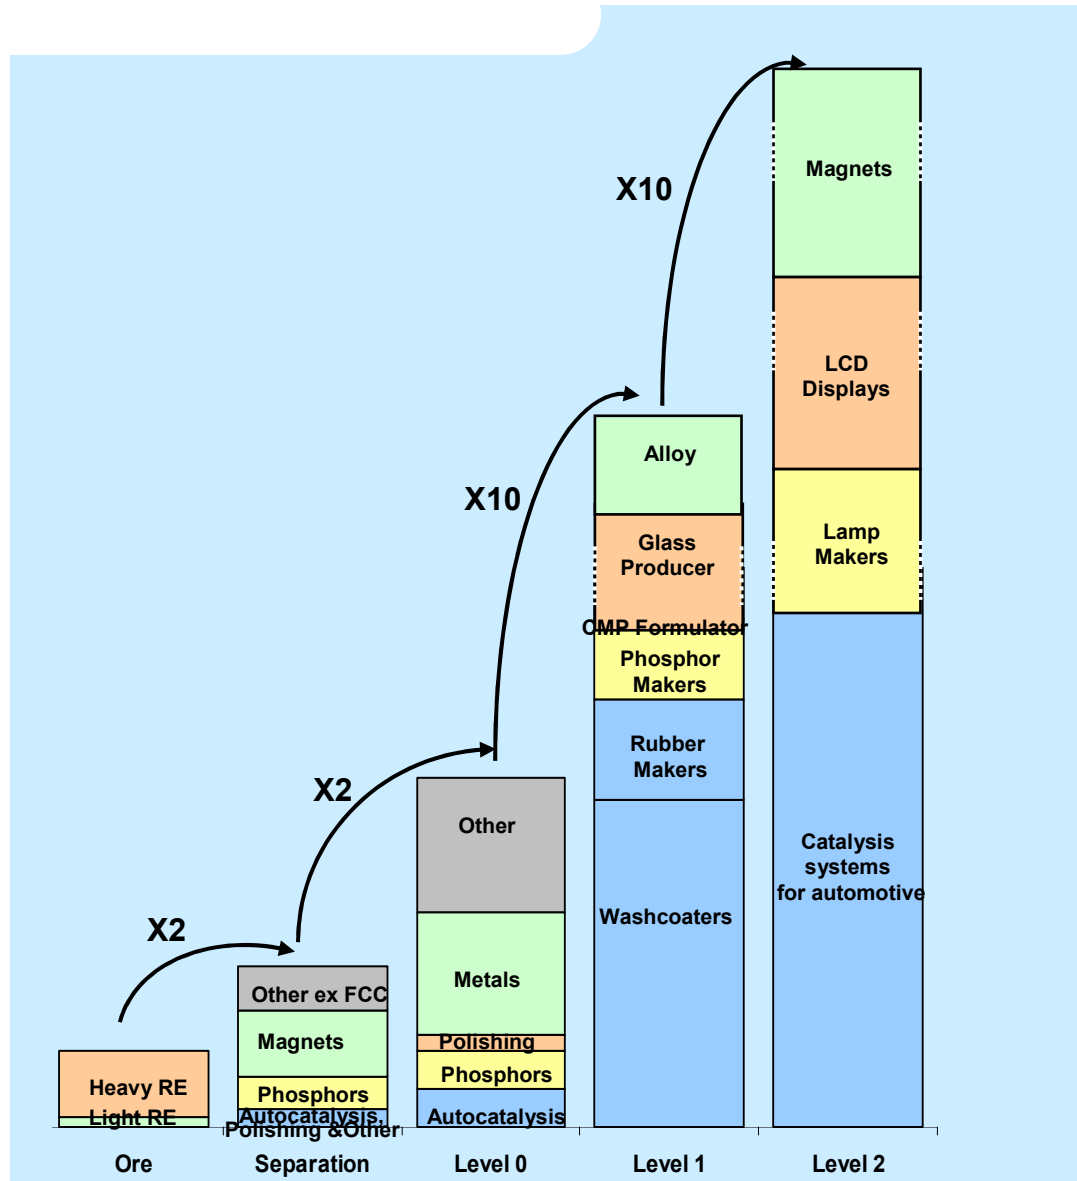 X10
Magnets
LCD
Displays
Lamp
Makers
Catalysis
systems
for automotive
X10
Alloy
Glass
Producer
CMP Formulator
Phosphor
Makers
Rubber
Makers
Washcoaters
X2
Other
Metals
Polishing
Phosphors
Autocatalysis
X2
Other ex FCC
Magnets
Phosphors
Autocatalysis,
Polishing &Other
Heavy RE
Light RE
Ore
Separation
Level 0
Level 1
Level 2